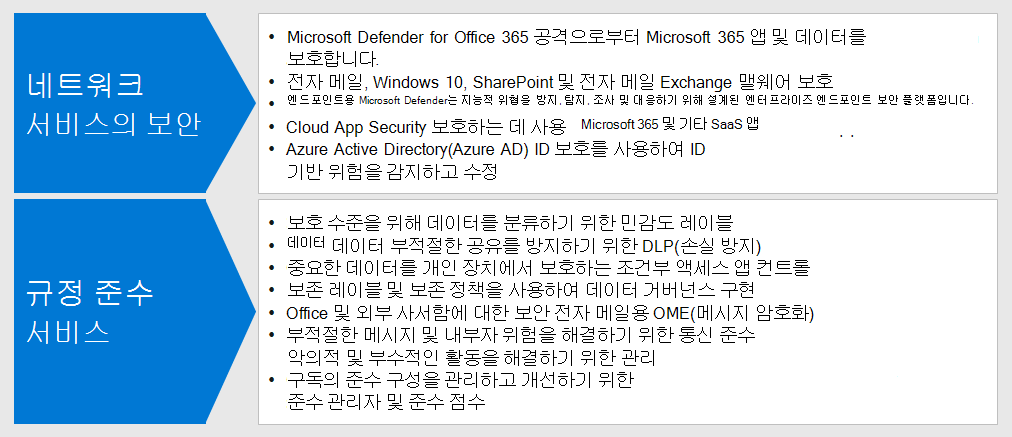 네트워크
서비스의 보안
• Microsoft Defender for Office 365 공격으로부터 Microsoft 365 앱 및 데이터를
보호합니다.
• 전자 메일, Windows 10, SharePoint 및 전자 메일 Exchange 맬웨어 보호
• 엔드포인트용 Microsoft Defender는 지능적 위협을 방지, 탐지, 조사 및 대응하기 위해 설계된 엔터프라이즈 엔드포인트 보안 플랫폼입니다.
• Cloud App Security 보호하는 데 사용 Microsoft 365 및 기타 SaaS 앱 . .
• Azure Active Directory(Azure AD) ID 보호를 사용하여 ID
기반 위험을 감지하고 수정
규정 준수
서비스
• 보호 수준을 위해 데이터를 분류하기 위한 민감도 레이블
• 데이터 데이터 부적절한 공유를 방지하기 위한 DLP(손실 방지)
• 중요한 데이터를 개인 장치에서 보호하는 조건부 액세스 앱 컨트롤
• 보존 레이블 및 보존 정책을 사용하여 데이터 거버넌스 구현
• Office 및 외부 사서함에 대한 보안 전자 메일용 OME(메시지 암호화)
• 부적절한 메시지 및 내부자 위험을 해결하기 위한 통신 준수
악의적 및 부수적인 활동을 해결하기 위한 관리
• 구독의 준수 구성을 관리하고 개선하기 위한
준수 관리자 및 준수 점수